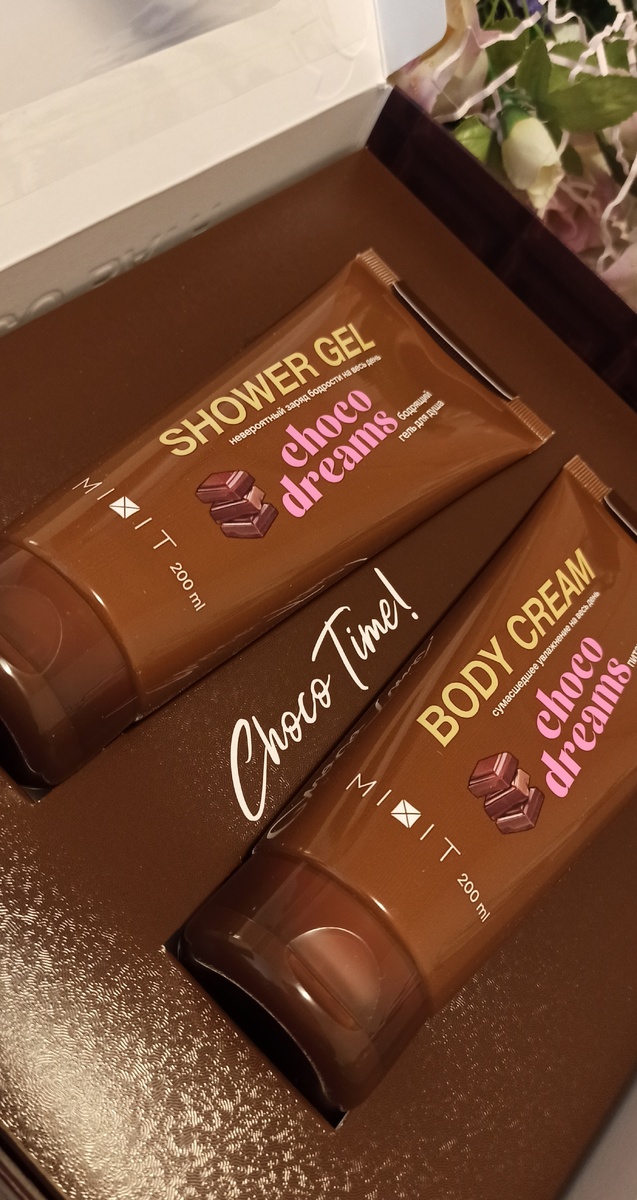 SHOWER GEL
невероятный заряд бодрости на весь день
choco
dreams
бодрящий
гель для душа
MIXIT
200 ml
Choco Time!
BODY CREAM
сумасшедшее увлажнение на весь день
choco
dreams
MIXIT
200 ml